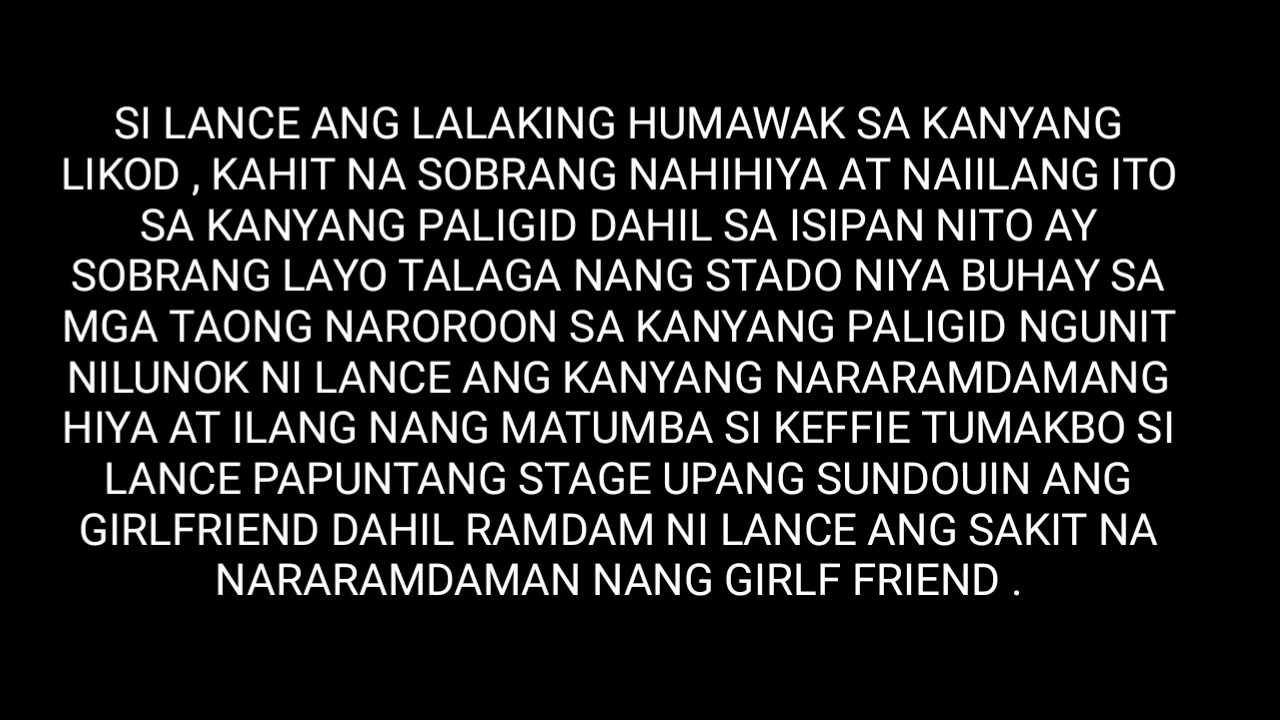 SI LANCE ANG LALAKING HUMAWAK SA KANYANG
LIKOD , KAHIT NA SOBRANG NAHIHIYA AT NAIILANG ITO
SA KANYANG PALIGID DAHIL SA ISIPAN NITO AY
SOBRANG LAYO TALAGA NANG STADO NIYA BUHAY SA
MGA TAONG NAROROON SA KANYANG PALIGID NGUNIT
NILUNOK NI LANCE ANG KANYANG NARARAMDAMANG
HIYA AT ILANG NANG MATUMBA SI KEFFIE TUMAKBO SI
LANCE PAPUNTANG STAGE UPANG SUNDOUIN ANG
GIRLFRIEND DAHIL RAMDAM NI LANCE ANG SAKIT NA
NARARAMDAMAN NANG GIRLF FRIEND .